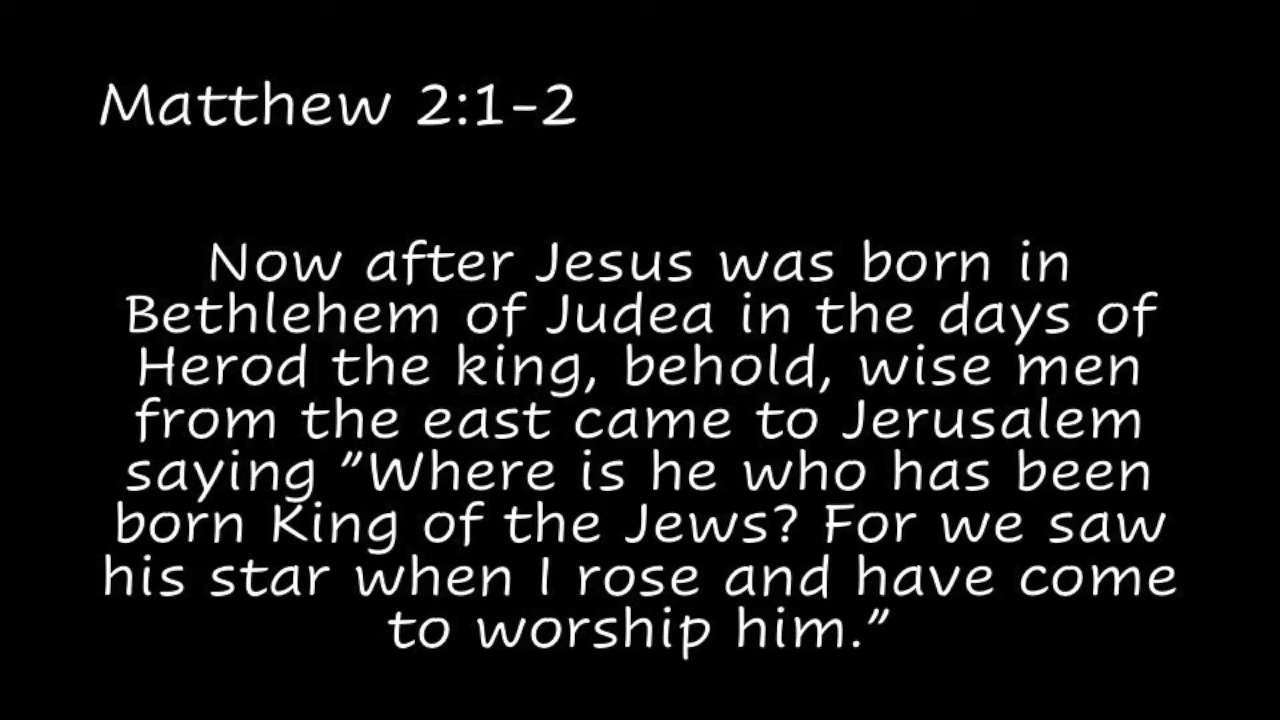 Matthew 2:1-2
Now after Jesus was born in
Bethlehem of Judea in the days of
Herod the king, behold, wise men
from the east came to Jerusalem
saying "Where is he who has been
born King of the Jews? For we saw
his star when I rose and have come
to worship him."